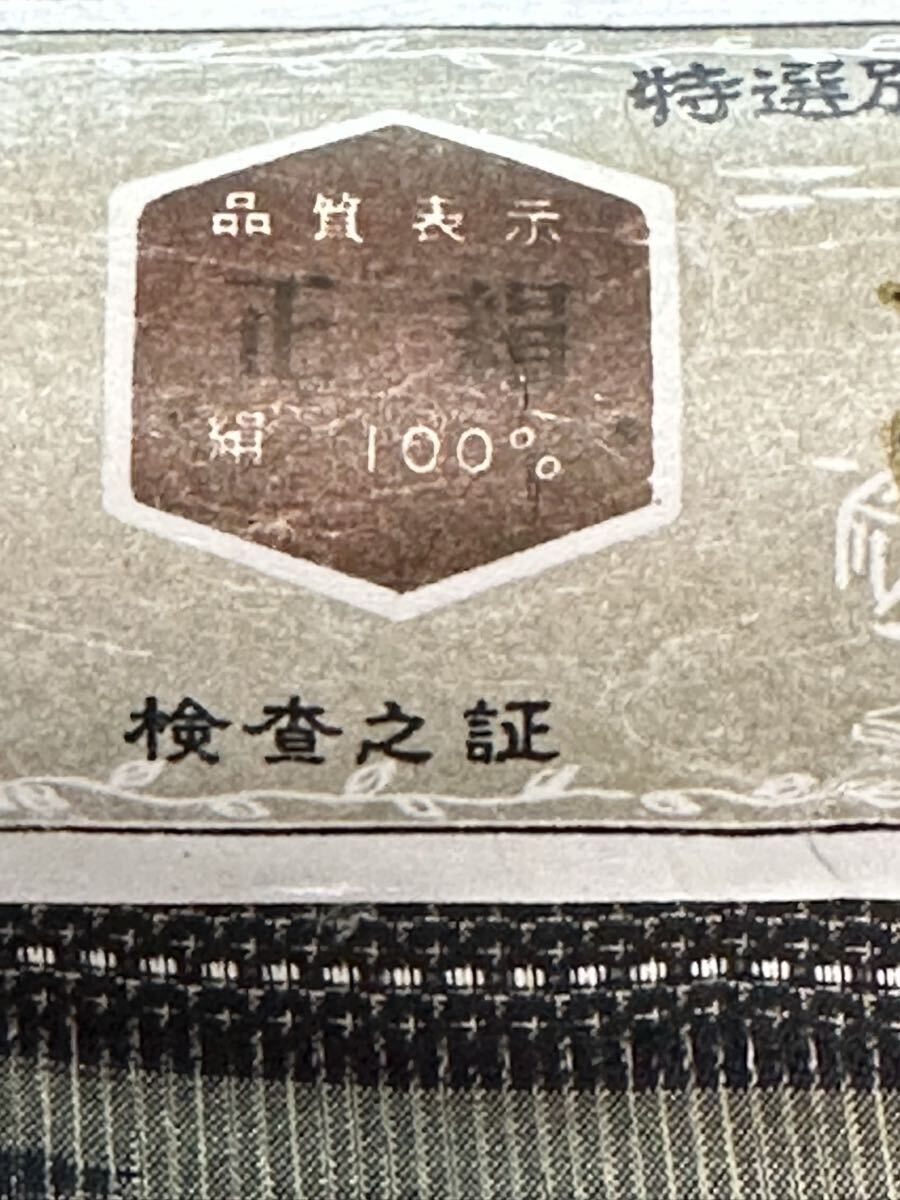 特選
品質表示
正絹
絹 100%
検査之証